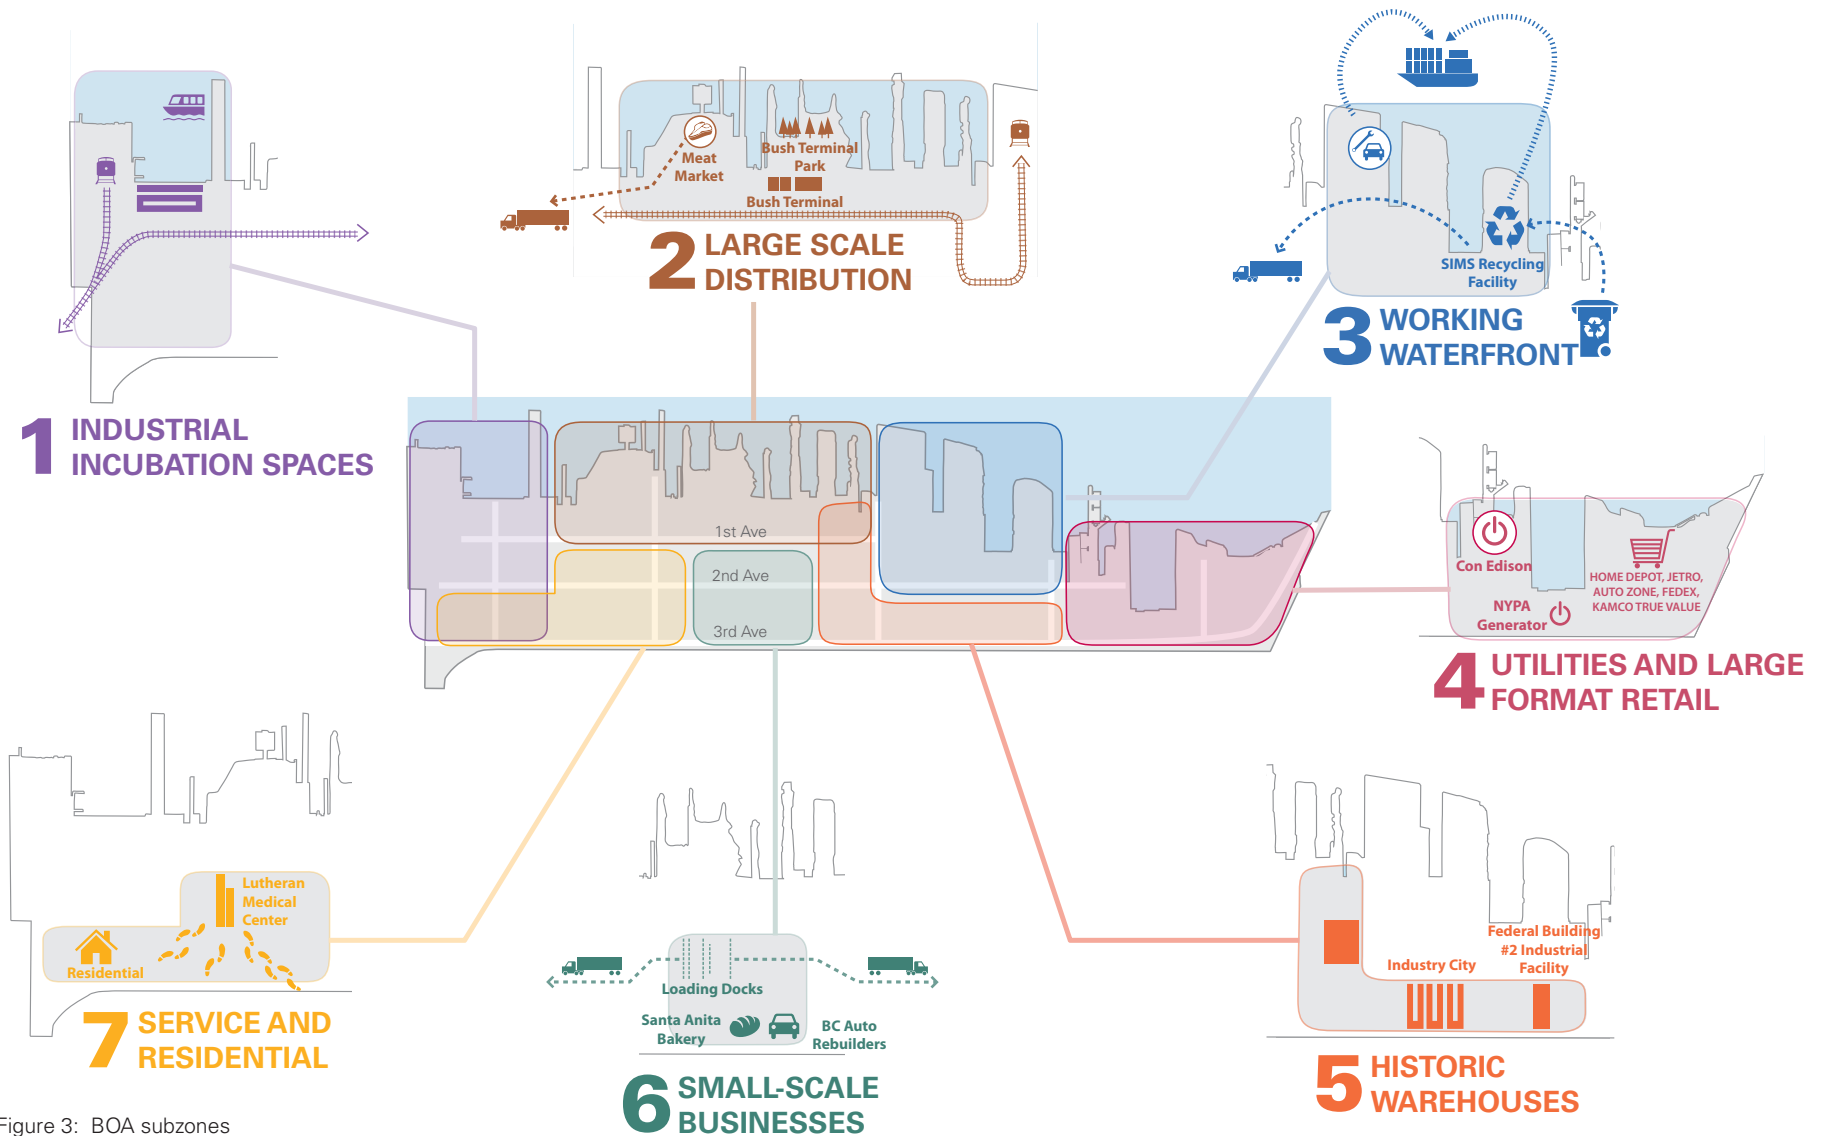 Meat
Market
Bush Terminal
Park
Bush Terminal
2 LARGE SCALE
DISTRIBUTION
SIMS Recycling
Facility
3 WORKING
WATERFRONT
1 INDUSTRIAL
INCUBATION SPACES
1st Ave
2nd Ave
3rd Ave
Con Edison
HOME DEPOT, JETRO,
AUTO ZONE, FEDEX,
KAMCO TRUE VALUE
NYPA
Generator
4 UTILITIES AND LARGE
FORMAT RETAIL
Lutheran
Medical
Center
Residential
7 SERVICE AND
RESIDENTIAL
Loading Docks
Santa Anita
Bakery
BC Auto
Rebuilders
6 SMALL-SCALE
BUSINESSES
Federal Building
#2 Industrial
Facility
Industry City
5 HISTORIC
WAREHOUSES
Figure 3: BOA subzones